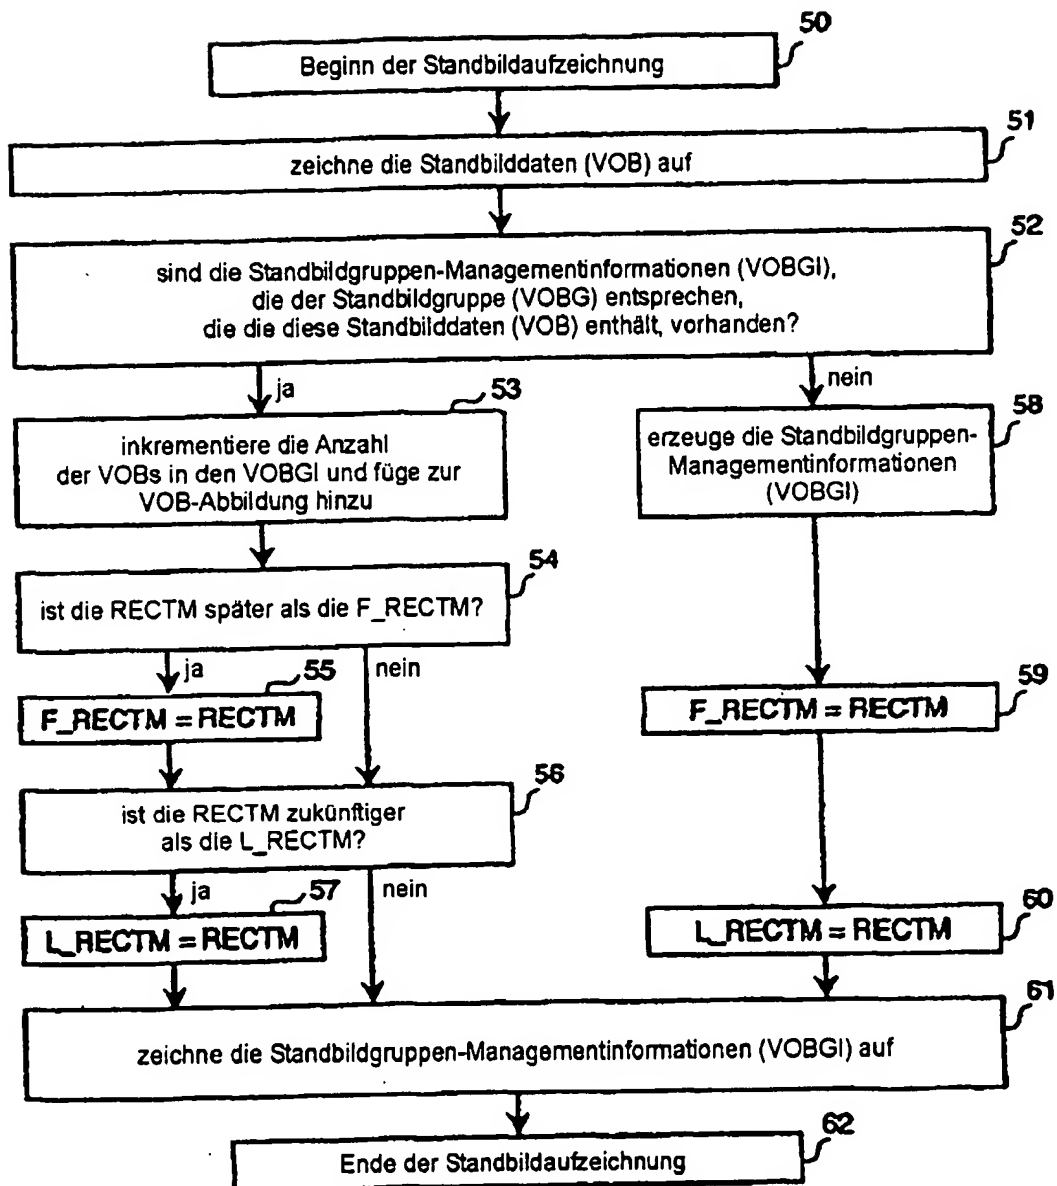 50
Beginn der Standbildaufzeichnung
51
zeichne die Standbilddaten (VOB) auf
52
sind die Standbildgruppen-Managementinformationen (VOBGI),
die der Standbildgruppe (VOBG) entsprechen,
die die diese Standbilddaten (VOB) enthält, vorhanden?
ja
nein
53
inkrementiere die Anzahl
der VOBs in den VOBGI und füge zur
VOB-Abbildung hinzu
58
erzeuge die Standbildgruppen-
Managementinformationen
(VOBGI)
54
ist die RECTM später als die F_RECTM?
ja
nein
55
F_RECTM = RECTM
59
F_RECTM = RECTM
56
ist die RECTM zukünftiger
als die L_RECTM?
ja
nein
57
L_RECTM = RECTM
60
L_RECTM = RECTM
61
zeichne die Standbildgruppen-Managementinformationen (VOBGI) auf
62
Ende der Standbildaufzeichnung